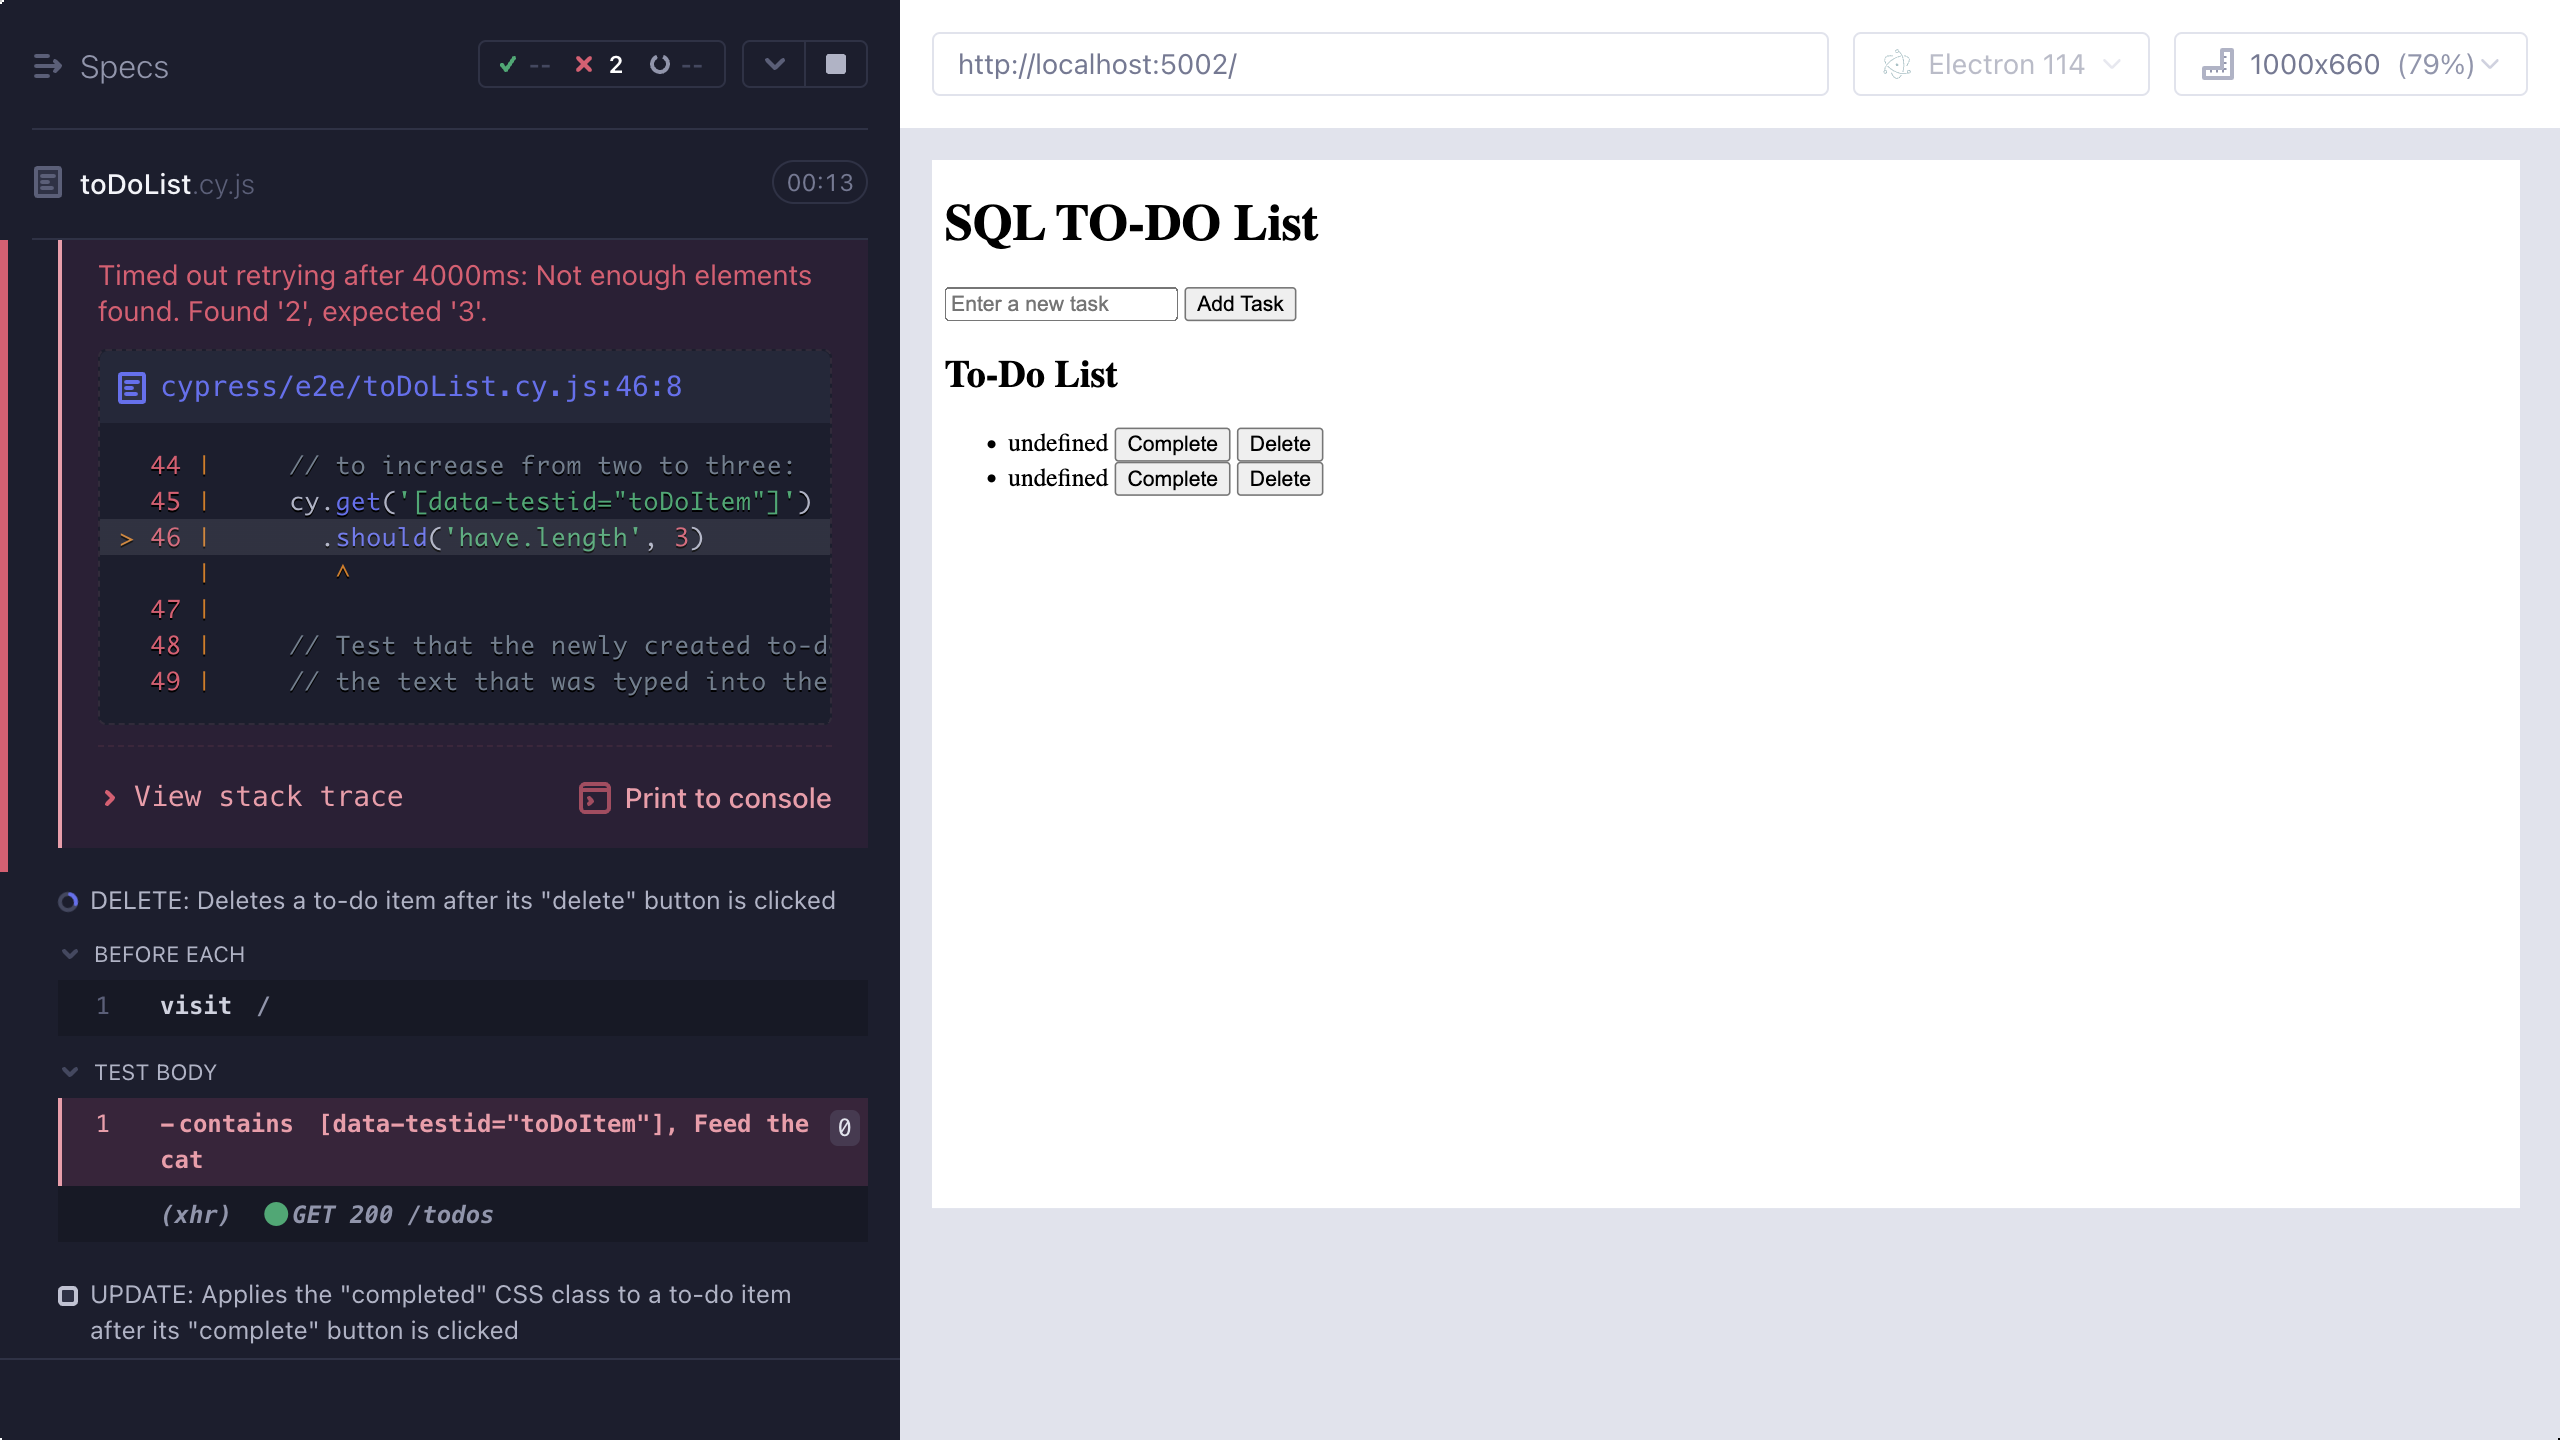 Specs
-- 2 --
toDoList.cy.js
00:13
Timed out retrying after 4000ms: Not enough elements
found. Found '2', expected '3'.
cypress/e2e/toDoList.cy.js:46:8
44 | // to increase from two to three:
45 | cy.get('[data-testid="toDoItem"]')
> 46 | .should('have.length', 3)
| ^
47 |
48 | // Test that the newly created to-d
49 | // the text that was typed into the
View stack trace
Print to console
DELETE: Deletes a to-do item after its "delete" button is clicked
BEFORE EACH
1 visit /
TEST BODY
1 -contains [data-testid="toDoItem"], Feed the 0
cat
(xhr) GET 200 /todos
UPDATE: Applies the "completed" CSS class to a to-do item
after its "complete" button is clicked
http://localhost:5002/
Electron 114
1000x660 (79%)
SQL TO-DO List
Enter a new task Add Task
To-Do List
• undefined Complete Delete
• undefined Complete Delete